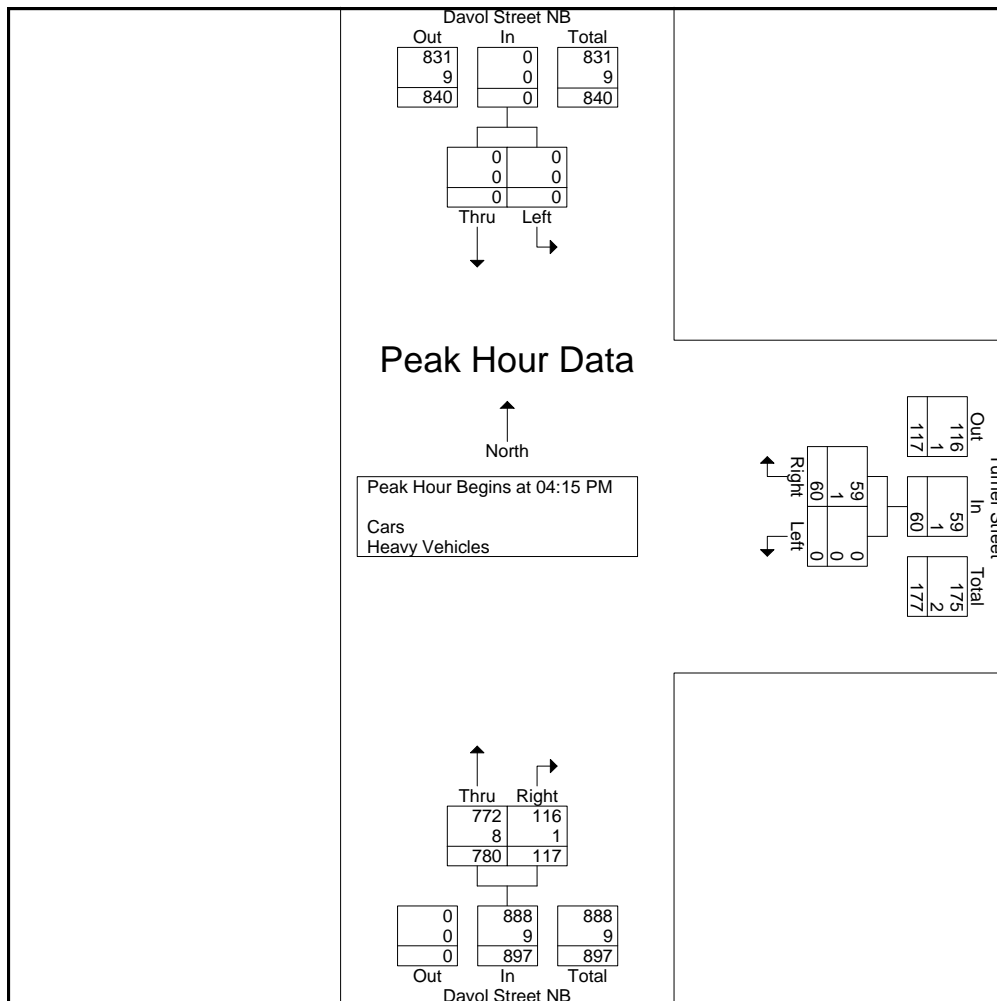 Davol Street NB
Out In Total
831 0 831
9 0 9
840 0 840
0 0
0 0
0 0
Thru Left
Peak Hour Data
North
Peak Hour Begins at 04:15 PM
Cars
Heavy Vehicles
Street
Out In Total
116 59 175
1 1 2
117 60 177
59 0
1 0
60 0
Right Left
Thru Right
772 116
8 1
780 117
0 888 888
0 9 9
0 897 897
Out In Total
Davol Street NB